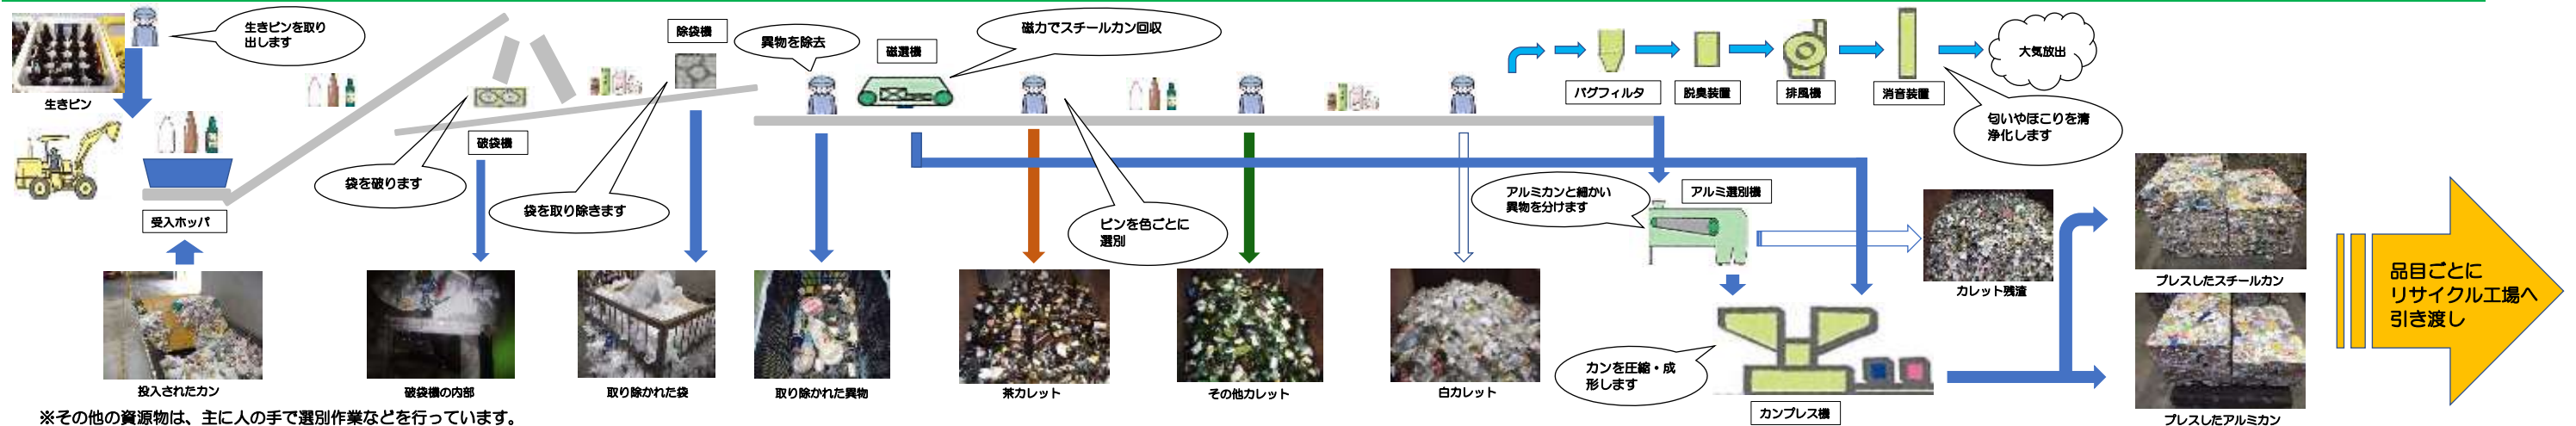 生きビンを取り
出します
生きビン
受入ホッパ
投入されたカン
袋を破ります
破袋機
破袋機の内部
除袋機
袋を取り除きます
取り除かれた袋
異物を除去
取り除かれた異物
磁選機
磁力でスチールカン回収
ビンを色ごとに
選別
茶カレット
その他カレット
白カレット
バグフィルタ
脱臭装置
排風機
消音装置
大気放出
匂いやほこりを清
浄化します
アルミカンと細かい
異物を分けます
アルミ選別機
カレット残渣
カンを圧縮・成
形します
カンプレス機
プレスしたスチールカン
プレスしたアルミカン
品目ごとに
リサイクル工場へ
引き渡し
※その他の資源物は、主に人の手で選別作業などを行っています。